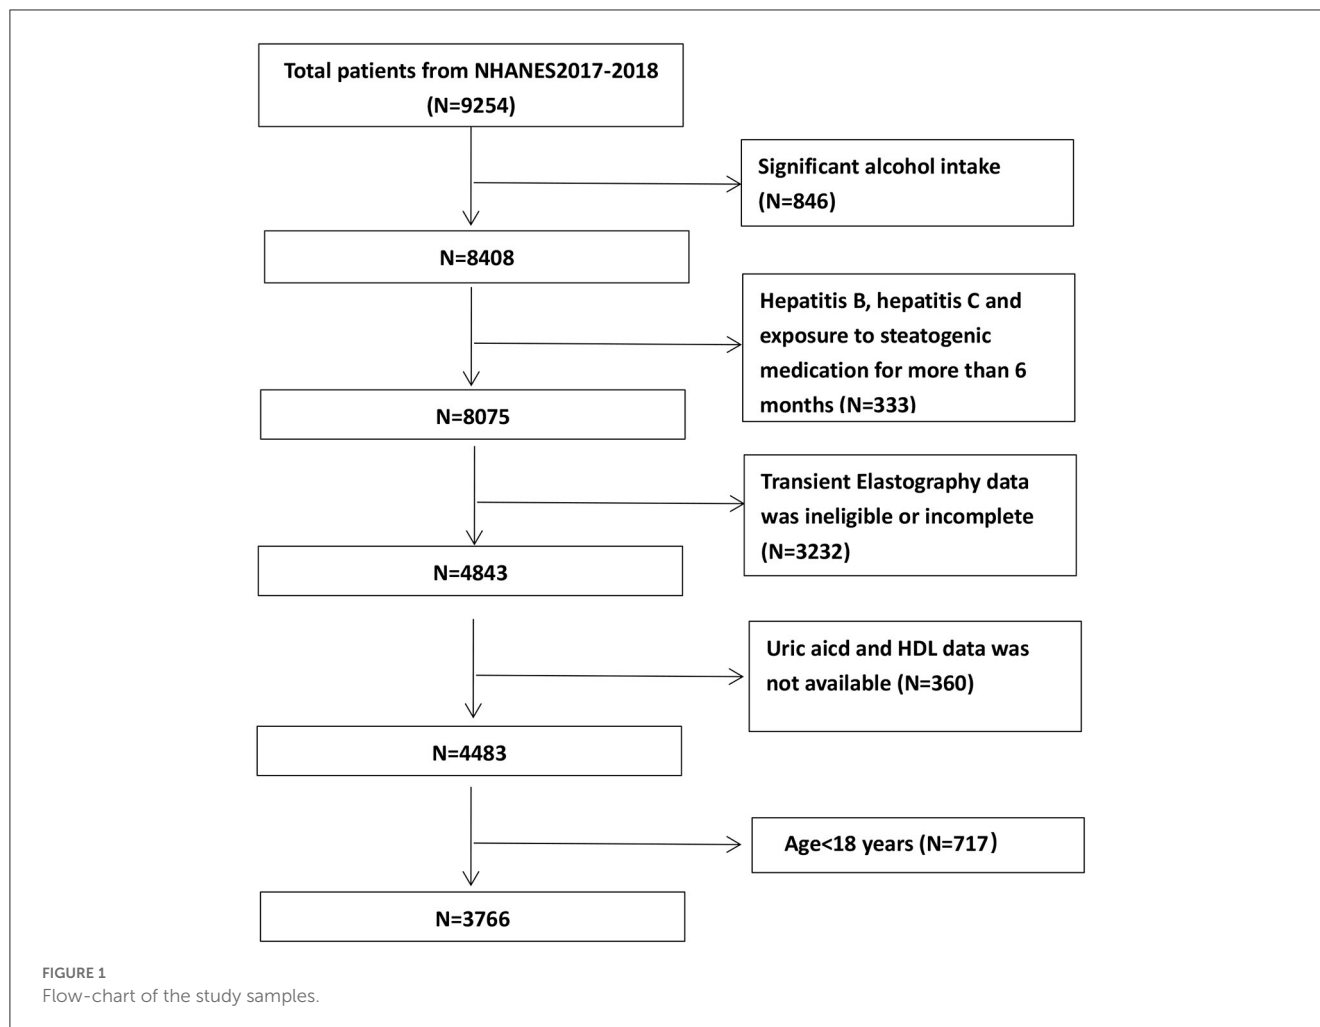 Total patients from NHANES2017-2018
(N=9254)
Significant alcohol intake
(N=846)
N=8408
Hepatitis B, hepatitis C and
exposure to steatogenic
medication for more than 6
months (N=333)
N=8075
Transient Elastography data
was ineligible or incomplete
(N=3232)
N=4843
Uric aicd and HDL data was
not available (N=360)
N=4483
Age<18 years (N=717)
N=3766
FIGURE 1
Flow-chart of the study samples.